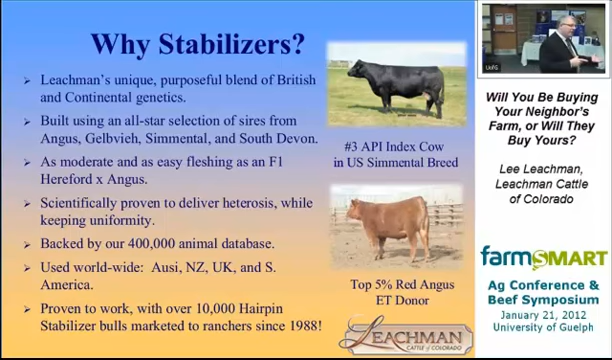 Why Stabilizers?
➢ Leachman's unique, purposeful blend of British
and Continental genetics.
➢ Built using an all-star selection of sires from
Angus, Gelbvieh, Simmental, and South Devon.
➢ As moderate and as easy fleshing as an F1
Hereford x Angus.
➢ Scientifically proven to deliver heterosis, while
keeping uniformity.
➢ Backed by our 400,000 animal database.
➢ Used world-wide: Ausi, NZ, UK, and S.
America.
➢ Proven to work, with over 10,000 Hairpin
Stabilizer bulls marketed to ranchers since 1988!
#3 API Index Cow
in US Simmental Breed
Top 5% Red Angus
ET Donor
LEACHMAN
CATTLE OF COLORADO
Will You Be Buying
Your Neighbor's
Farm, or Will They
Buy Yours?
Lee Leachman,
Leachman Cattle
of Colorado
farmSMART
Ag Conference &
Beef Symposium
January 21, 2012
University of Guelph